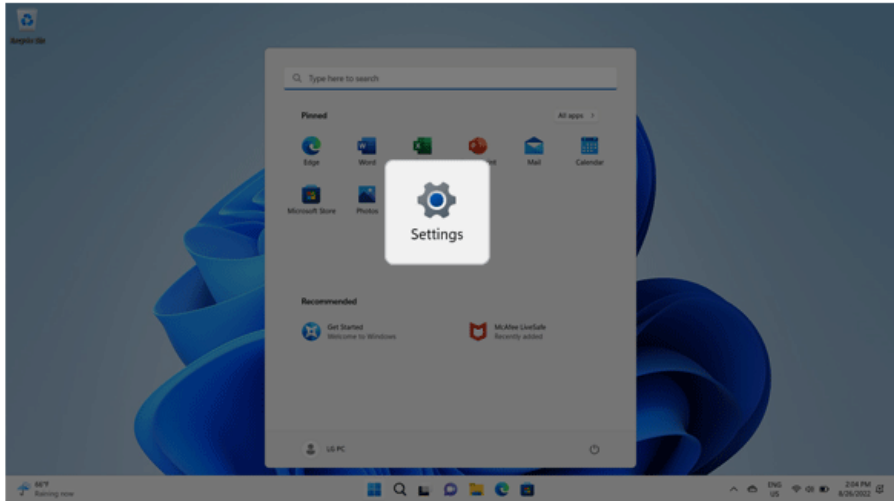 Recycle Bin
Type here to search
Pinned
All apps >
Edge
Word
Mail
Calendar
Microsoft Store
Photos
Settings
Recommended
Get Started
Welcome to Windows
McAfee LiveSafe
Recently added
LG PC
66°F
Raining now
ENG
US
2:04 PM
8/26/2022